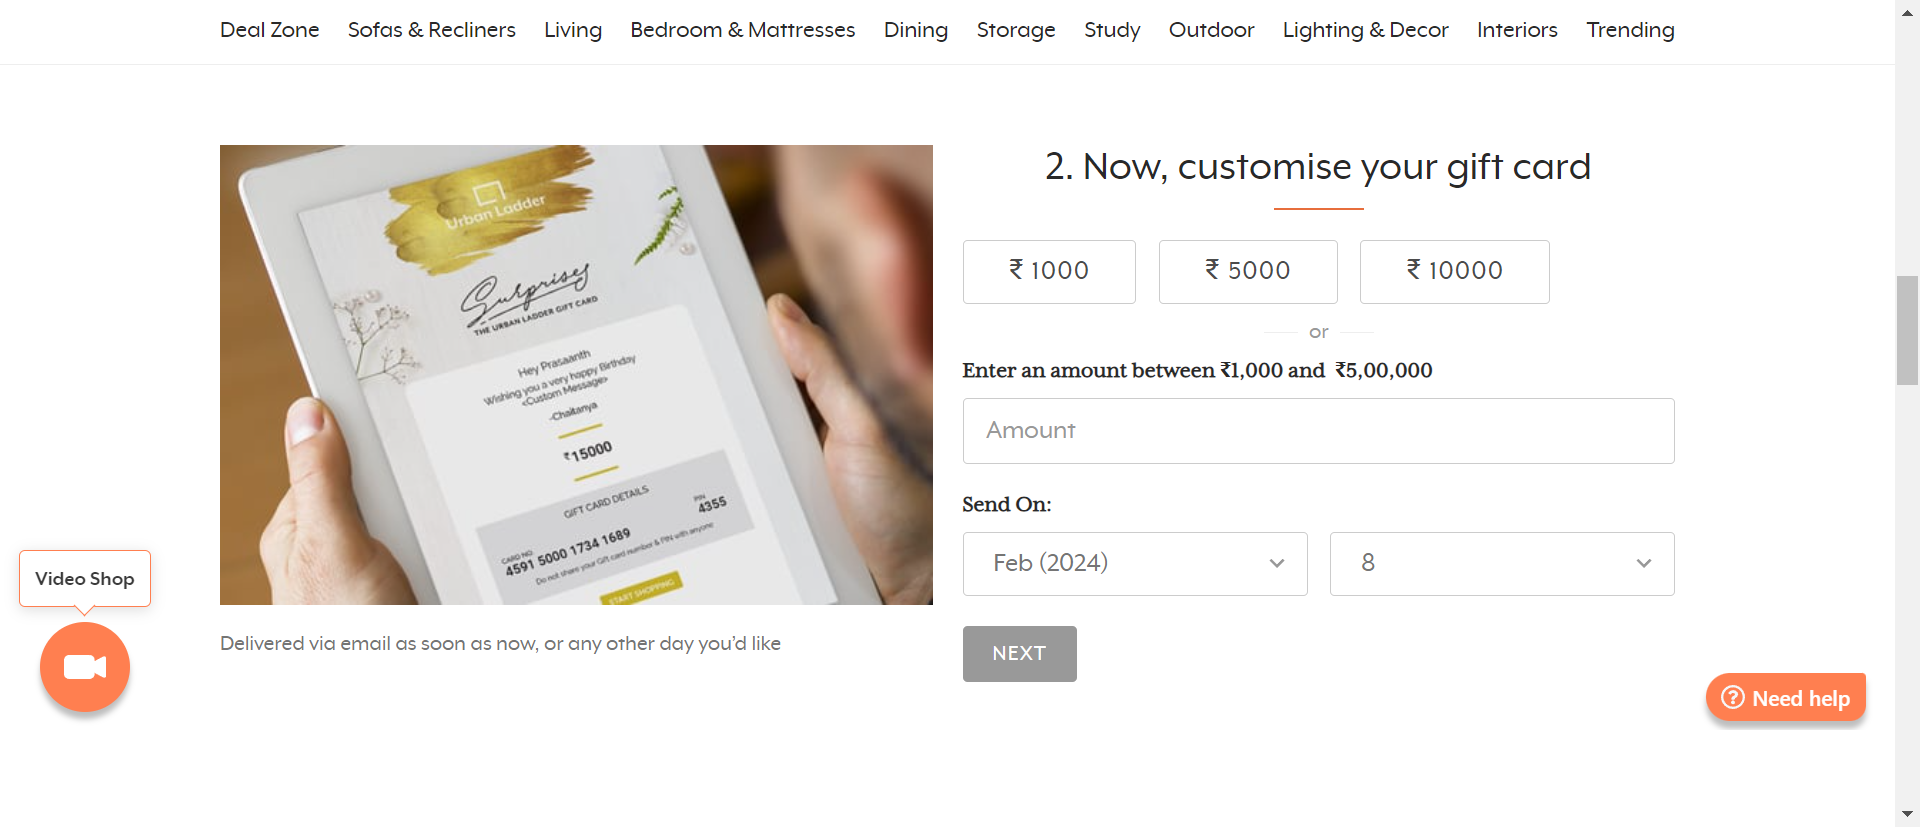 Deal Zone Sofas & Recliners Living Bedroom & Mattresses Dining Storage Study Outdoor Lighting & Decor Interiors Trending
Urban Ladder
Surprises
THE URBAN LADDER GIFT CARD
Hey Prasaanth
Wishing you a very happy Birthday
<Custom Message>
-Chaitanya
₹15000
GIFT CARD DETAILS
CARD NO.
4591 5000 1734 1689
PIN
4355
Do not share your Gift card number & PIN with anyone
START SHOPPING
Delivered via email as soon as now, or any other day you’d like
2. Now, customise your gift card
₹ 1000 ₹ 5000 ₹ 10000
or
Enter an amount between ₹1,000 and ₹5,00,000
Amount
Send On:
Feb (2024) 8
NEXT
Video Shop
Need help